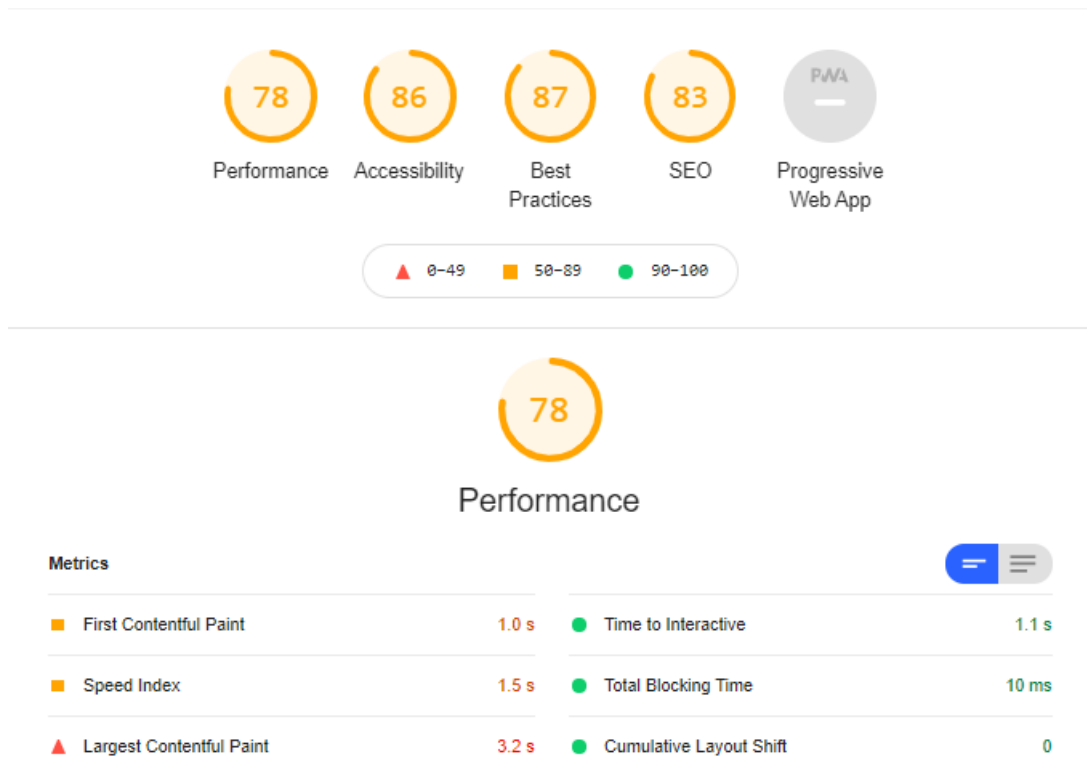 78 86 87 83 PWA
Performance Accessibility Best Practices SEO Progressive Web App
0–49 50–89 90–100
78
Performance
Metrics
First Contentful Paint 1.0 s Time to Interactive 1.1 s
Speed Index 1.5 s Total Blocking Time 10 ms
Largest Contentful Paint 3.2 s Cumulative Layout Shift 0